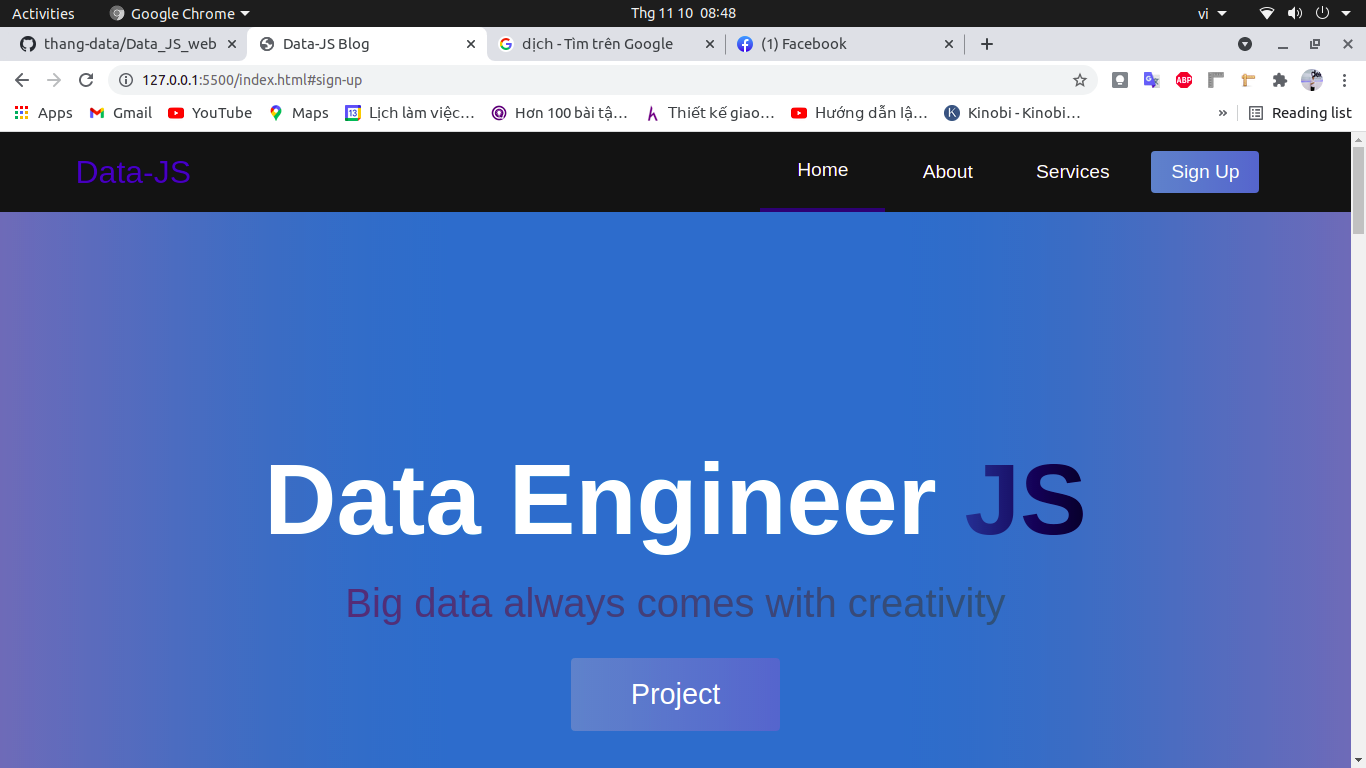 Activities Google Chrome Thg 11 10 08:48 vi
thang-data/Data_JS_web Data-JS Blog dịch - Tìm trên Google (1) Facebook
127.0.0.1:5500/index.html#sign-up ABP
Apps Gmail YouTube Maps 13 Lịch làm việc… Hơn 100 bài tậ… Thiết kế giao… Hướng dẫn lậ… K Kinobi - Kinobi… » Reading list
Data-JS Home About Services Sign Up
Data Engineer JS
Big data always comes with creativity
Project